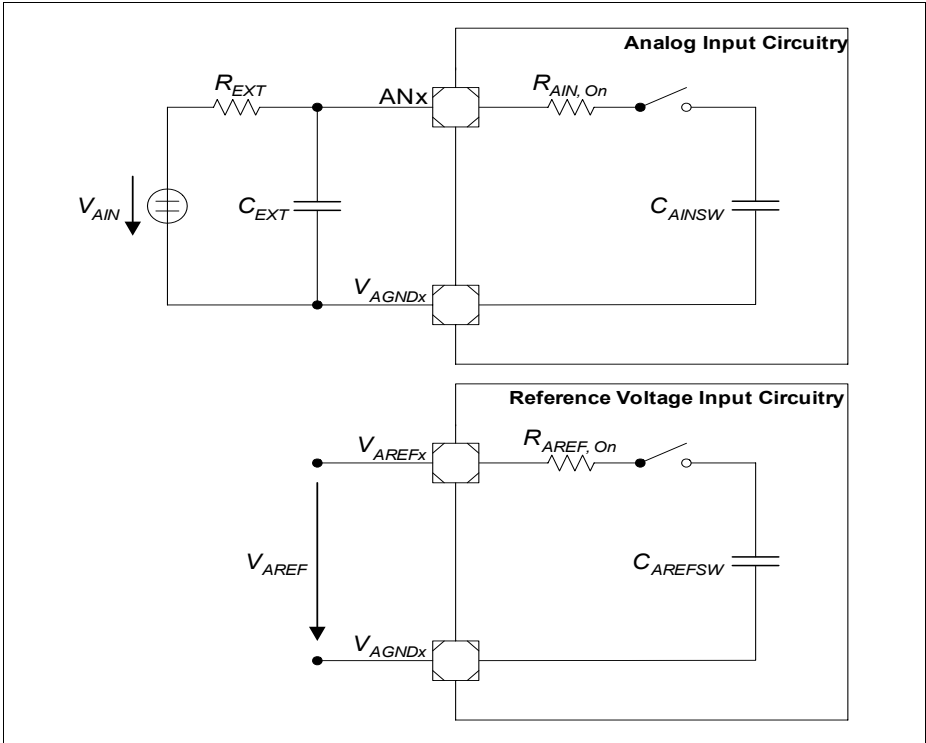 Analog Input Circuitry
R_EXT
ANx
R_AIN, On
V_AIN
C_EXT
C_AINSW
V_AGNDx
Reference Voltage Input Circuitry
V_AREFx
R_AREF, On
V_AREF
C_AREFSW
V_AGNDx